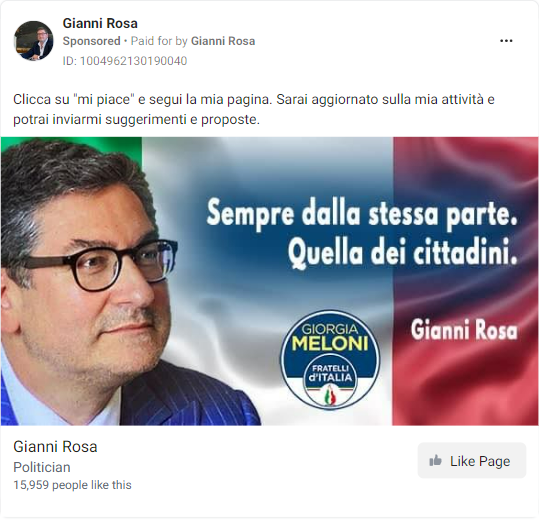 Gianni Rosa
Sponsored • Paid for by Gianni Rosa
ID: 1004962130190040
Clicca su "mi piace" e segui la mia pagina. Sarai aggiornato sulla mia attività e
potrai inviarmi suggerimenti e proposte.
Sempre dalla stessa parte.
Quella dei cittadini.
Gianni Rosa
GIORGIA
MELONI
FRATELLI
d'ITALIA
Gianni Rosa
Politician
15,959 people like this
Like Page